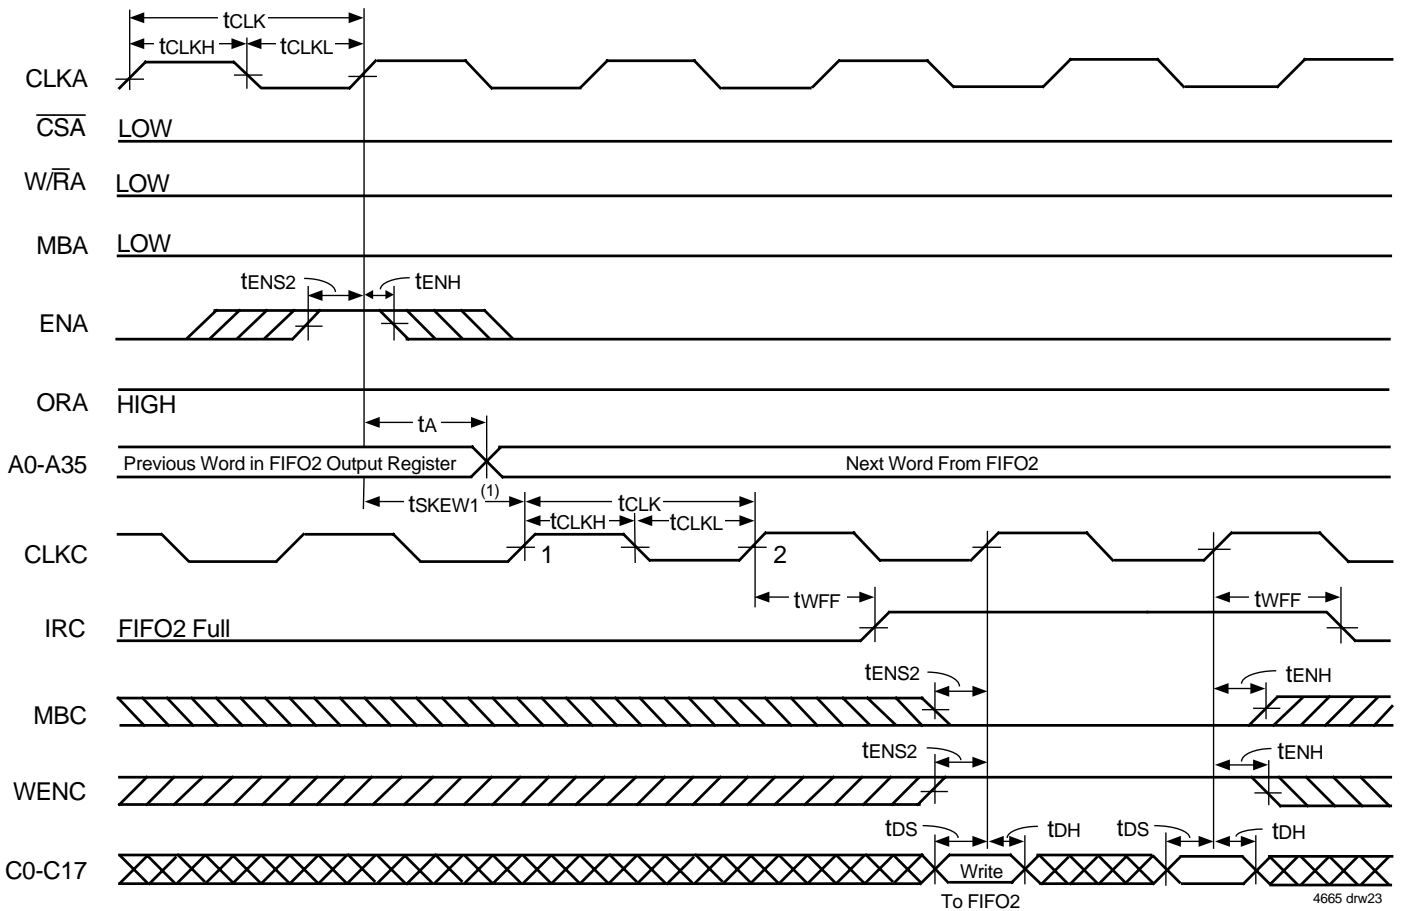 tCLK
tCLKH tCLKL
CLKA
CSA LOW
W/RA LOW
MBA LOW
tENS2 tENH
ENA
ORA HIGH
tA
A0-A35 Previous Word in FIFO2 Output Register Next Word From FIFO2
tSKEW1 (1) tCLK
tCLKH tCLKL
CLKC 1 2
tWFF tWFF
IRC FIFO2 Full
tENS2 tENH
MBC
tENS2 tENH
WENC
tDS tDH tDS tDH
C0-C17 Write
To FIFO2
4665 drw23